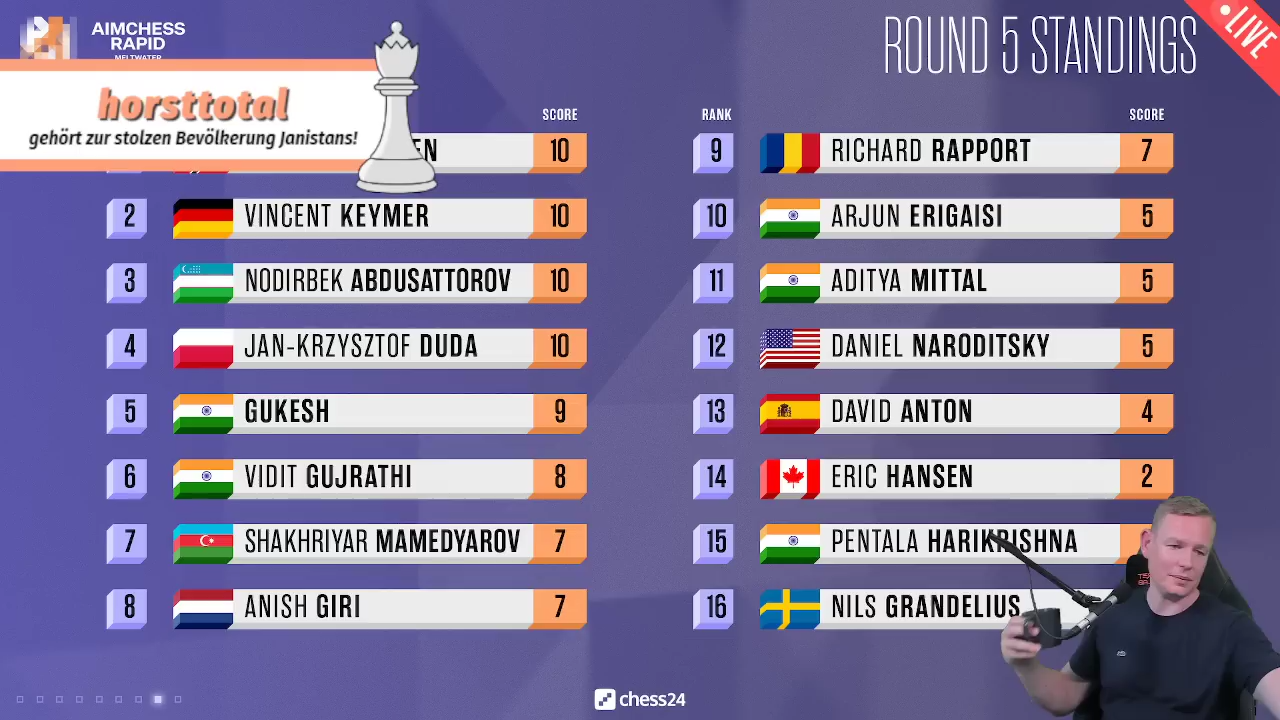 AIMCHESS
RAPID
MELTWATER
ROUND 5 STANDINGS
LIVE
horsttotal
gehört zur stolzen Bevölkerung Janistans!
SCORE
EN 10
2 VINCENT KEYMER 10
3 NODIRBEK ABDUSATTOROV 10
4 JAN-KRZYSZTOF DUDA 10
5 GUKESH 9
6 VIDIT GUJRATHI 8
7 SHAKHRIYAR MAMEDYAROV 7
8 ANISH GIRI 7
RANK SCORE
9 RICHARD RAPPORT 7
10 ARJUN ERIGAISI 5
11 ADITYA MITTAL 5
12 DANIEL NARODITSKY 5
13 DAVID ANTON 4
14 ERIC HANSEN 2
15 PENTALA HARIKRISHNA
16 NILS GRANDELIUS
chess24